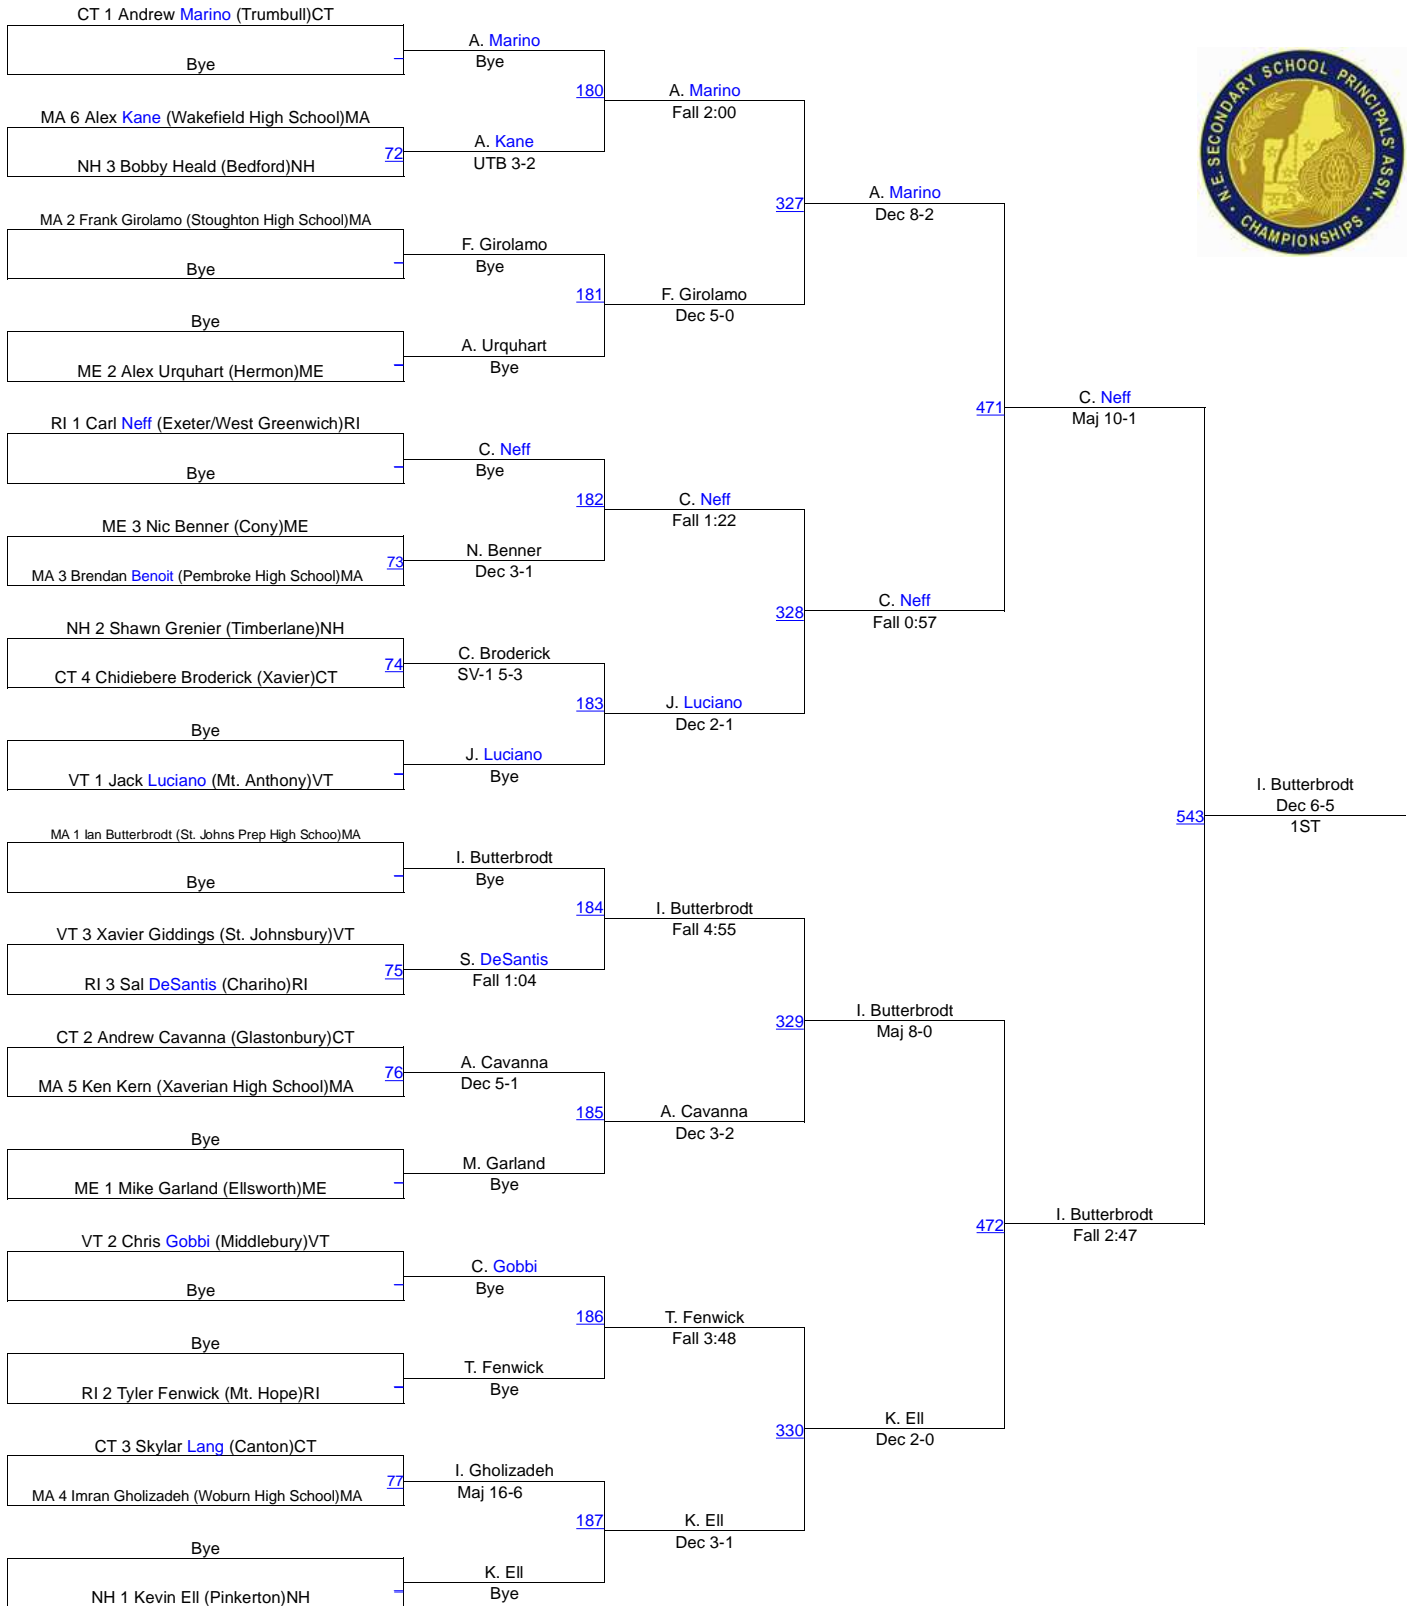 CT 1 Andrew Marino (Trumbull)CT
Bye
MA 6 Alex Kane (Wakefield High School)MA
NH 3 Bobby Heald (Bedford)NH
72
MA 2 Frank Girolamo (Stoughton High School)MA
Bye
Bye
ME 2 Alex Urquhart (Hermon)ME
RI 1 Carl Neff (Exeter/West Greenwich)RI
Bye
ME 3 Nic Benner (Cony)ME
MA 3 Brendan Benoit (Pembroke High School)MA
73
NH 2 Shawn Grenier (Timberlane)NH
CT 4 Chidiebere Broderick (Xavier)CT
74
Bye
VT 1 Jack Luciano (Mt. Anthony)VT
MA 1 Ian Butterbrodt (St. Johns Prep High Schoo)MA
Bye
VT 3 Xavier Giddings (St. Johnsbury)VT
RI 3 Sal DeSantis (Chariho)RI
75
CT 2 Andrew Cavanna (Glastonbury)CT
MA 5 Ken Kern (Xaverian High School)MA
76
Bye
ME 1 Mike Garland (Ellsworth)ME
VT 2 Chris Gobbi (Middlebury)VT
Bye
Bye
RI 2 Tyler Fenwick (Mt. Hope)RI
CT 3 Skylar Lang (Canton)CT
MA 4 Imran Gholizadeh (Woburn High School)MA
77
Bye
NH 1 Kevin Ell (Pinkerton)NH
A. Marino
Bye
180
A. Kane
UTB 3-2
F. Girolamo
Bye
181
A. Urquhart
Bye
C. Neff
Bye
182
N. Benner
Dec 3-1
C. Broderick
SV-1 5-3
183
J. Luciano
Bye
I. Butterbrodt
Bye
184
S. DeSantis
Fall 1:04
A. Cavanna
Dec 5-1
185
M. Garland
Bye
C. Gobbi
Bye
186
T. Fenwick
Bye
I. Gholizadeh
Maj 16-6
187
K. Ell
Bye
A. Marino
Fall 2:00
327
F. Girolamo
Dec 5-0
C. Neff
Fall 1:22
328
J. Luciano
Dec 2-1
I. Butterbrodt
Fall 4:55
329
A. Cavanna
Dec 3-2
T. Fenwick
Fall 3:48
330
K. Ell
Dec 3-1
A. Marino
Dec 8-2
471
C. Neff
Fall 0:57
I. Butterbrodt
Maj 8-0
472
K. Ell
Dec 2-0
C. Neff
Maj 10-1
543
I. Butterbrodt
Fall 2:47
I. Butterbrodt
Dec 6-5
1ST
N.E. SECONDARY SCHOOL PRINCIPALS' ASSN.
CHAMPIONSHIPS